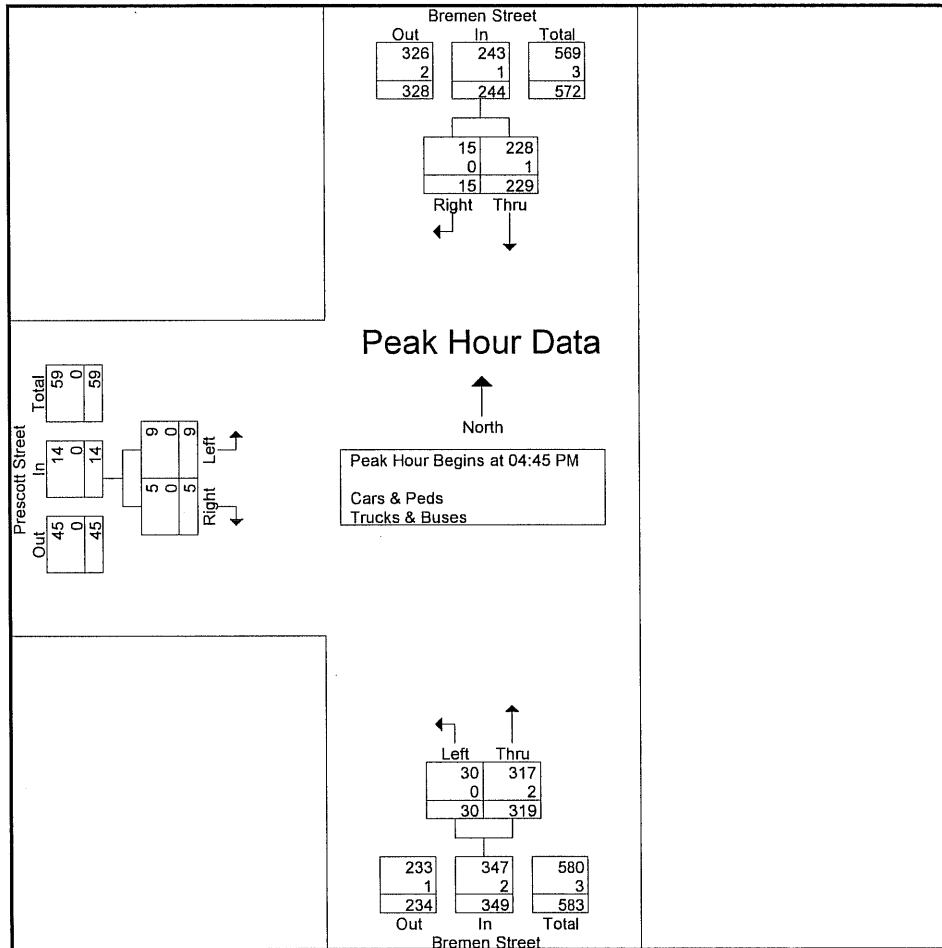 Bremen Street
Out In Total
326 243 569
2 1 3
328 244 572
15 228
0 1
15 229
Right Thru
Peak Hour Data
North
Peak Hour Begins at 04:45 PM
Cars & Peds
Trucks & Buses
Prescott Street
Out In Total
45 14 59
0 0 0
45 14 59
5 9
0 0
5 9
Right Left
Left Thru
30 317
0 2
30 319
233 347 580
1 2 3
234 349 583
Out In Total
Bremen Street